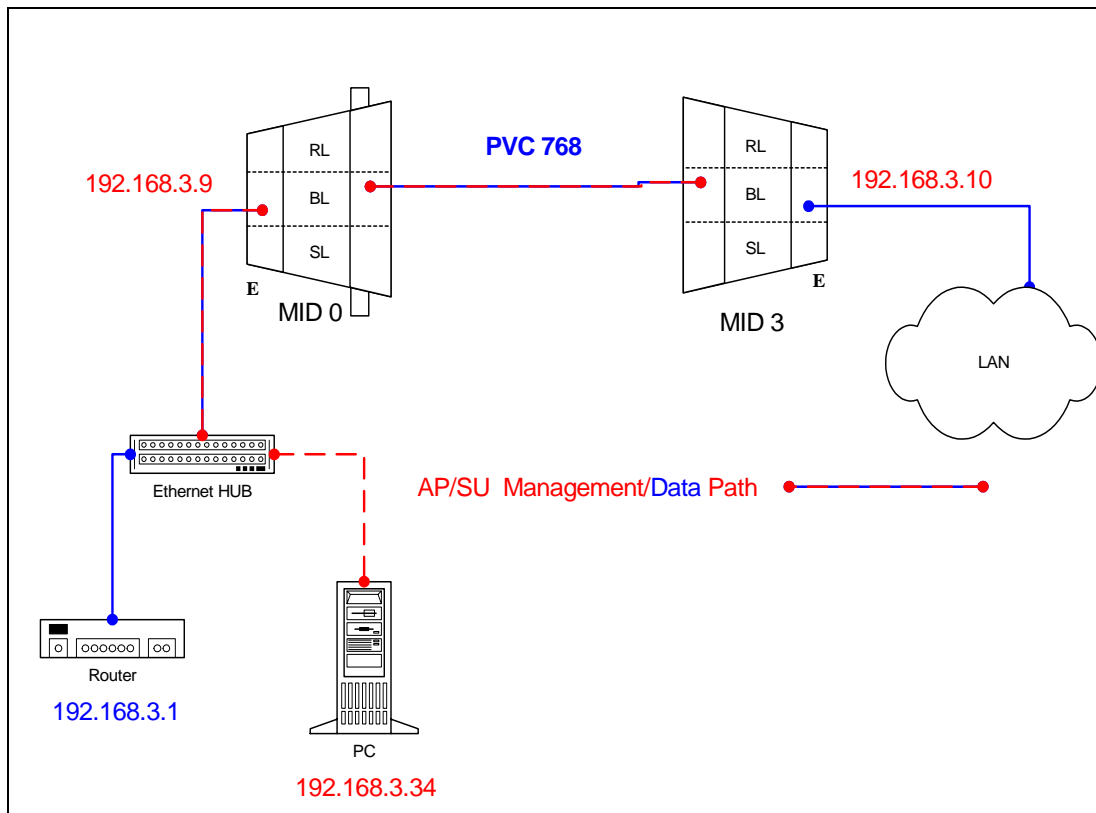 PVC 768
192.168.3.9
RL
BL
SL
E
MID 0
RL
BL
SL
E
MID 3
192.168.3.10
LAN
Ethernet HUB
AP/SU Management/Data Path
Router
192.168.3.1
PC
192.168.3.34